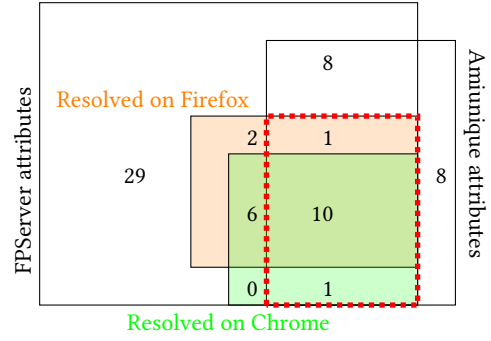 8
Resolved on Firefox
2 1
FPServer attributes
29
6 10
8
Amiunique attributes
0 1
Resolved on Chrome